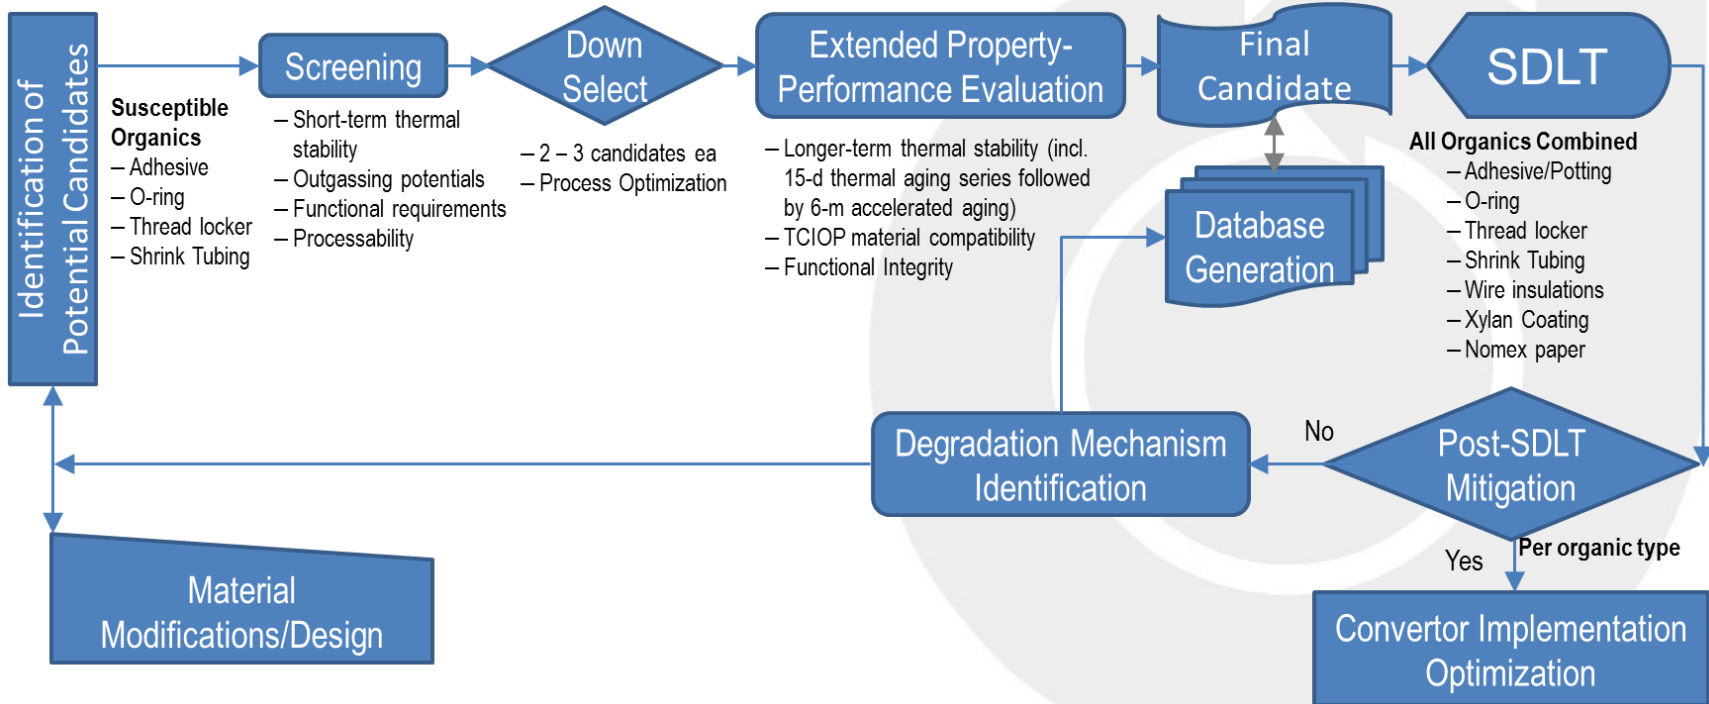 Identification of
Potential Candidates
Susceptible
Organics
– Adhesive
– O-ring
– Thread locker
– Shrink Tubing
Screening
– Short-term thermal
stability
– Outgassing potentials
– Functional requirements
– Processability
Down
Select
– 2 – 3 candidates ea
– Process Optimization
Extended Property-
Performance Evaluation
– Longer-term thermal stability (incl.
15-d thermal aging series followed
by 6-m accelerated aging)
– TCIOP material compatibility
– Functional Integrity
Final
Candidate
Database
Generation
SDLT
All Organics Combined
– Adhesive/Potting
– O-ring
– Thread locker
– Shrink Tubing
– Wire insulations
– Xylan Coating
– Nomex paper
Post-SDLT
Mitigation
No
Degradation Mechanism
Identification
Yes
Per organic type
Convertor Implementation
Optimization
Material
Modifications/Design